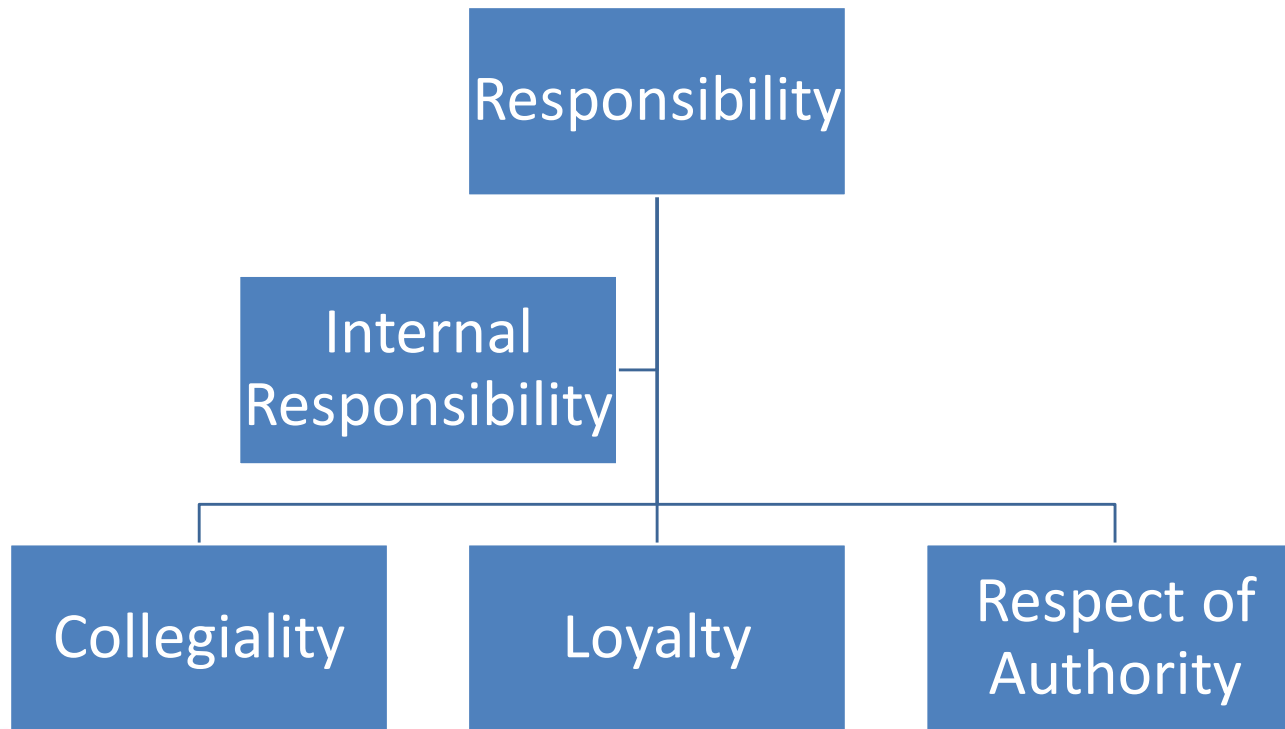 Responsibility
Internal
Responsibility
Collegiality
Loyalty
Respect of
Authority